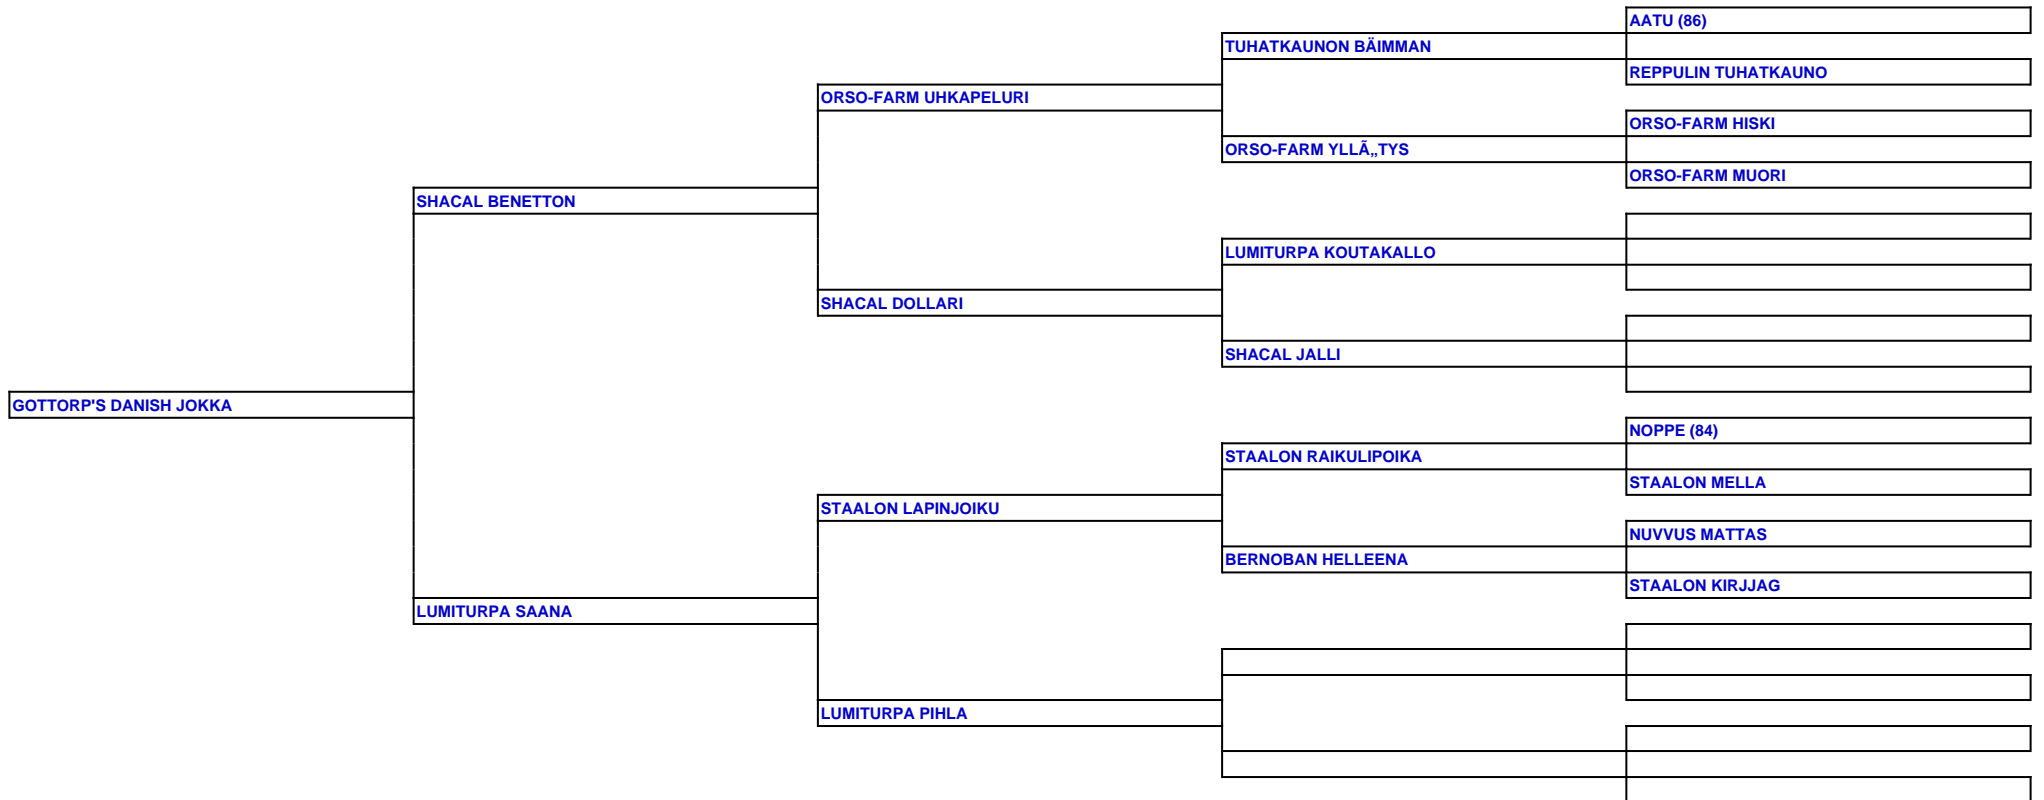 AATU (86)
TUHATKAUNON BÄIMMAN
REPPULIN TUHATKAUNO
ORSO-FARM UHKAPELURI
ORSO-FARM HISKI
ORSO-FARM YLLÃ„TYS
ORSO-FARM MUORI
SHACAL BENETTON
LUMITURPA KOUTAKALLO
SHACAL DOLLARI
SHACAL JALLI
GOTTORP'S DANISH JOKKA
NOPPE (84)
STAALON RAIKULIPOIKA
STAALON MELLA
STAALON LAPINJOIKU
NUVVUS MATTAS
BERNOBAN HELLEENA
STAALON KIRJJAG
LUMITURPA SAANA
LUMITURPA PIHLA